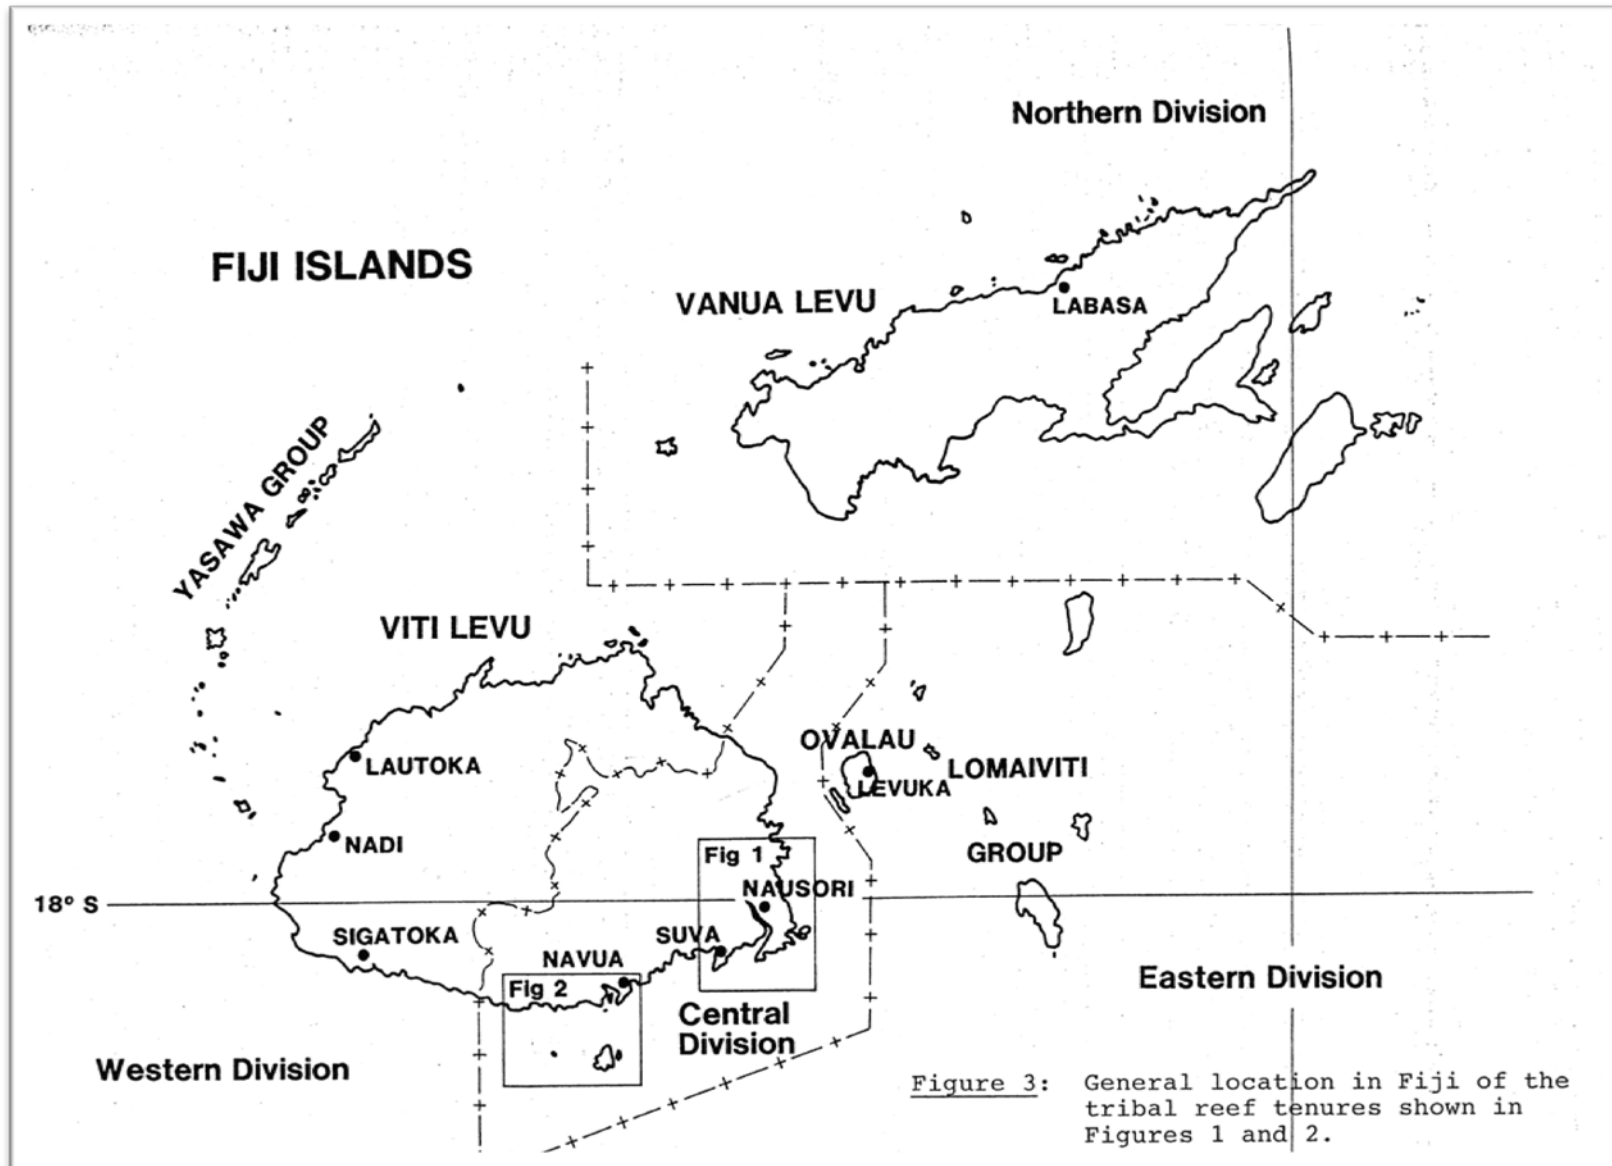 Northern Division
FIJI ISLANDS
VANUA LEVU
LABASA
YASAWA GROUP
VITI LEVU
OVALAU
LAUTOKA
LEVUKA
LOMAIVITI
NADI
Fig 1
GROUP
NAUSORI
18° S
SIGATOKA
SUVA
NAVUA
Fig 2
Eastern Division
Central
Division
Western Division
Figure 3: General location in Fiji of the
tribal reef tenures shown in
Figures 1 and 2.